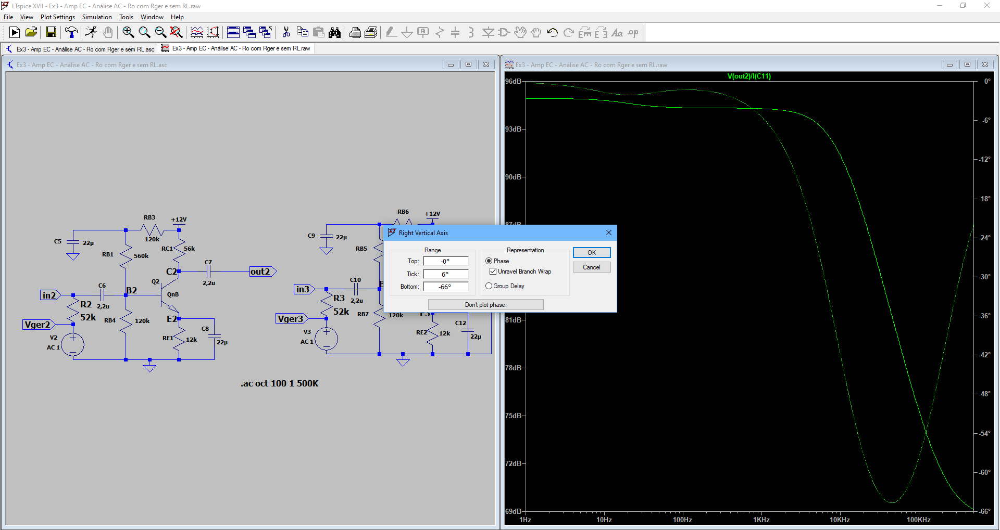 LTspice XVII - Ex3 - Amp EC - Análise AC - Ro com Rger e sem RL.raw
File View Plot Settings Simulation Tools Window Help
Ex3 - Amp EC - Análise AC - Ro com Rger e sem RL.asc
Ex3 - Amp EC - Análise AC - Ro com Rger e sem RL.raw
Ex3 - Amp EC - Análise AC - Ro com Rger e sem RL.asc
RB3
+12V
120k
C5
22µ
RB1
560k
RC1
56k
C7
C2
out2
2,2u
Q2
QnB
C6
B2
in2
2,2u
R2
52k
RB4
120k
E2
Vger2
C8
22µ
RE1
12k
V2
AC 1
RB6
+12V
C9
22µ
RB5
C10
in3
2,2u
R3
52k
RB7
120k
E3
Vger3
V3
AC 1
RE2
12k
C12
22µ
.ac oct 100 1 500K
Right Vertical Axis
Range
Top: -0°
Tick: 6°
Bottom: -66°
Representation
Phase
Unravel Branch Wrap
Group Delay
Don't plot phase.
OK
Cancel
Ex3 - Amp EC - Análise AC - Ro com Rger e sem RL.raw
V(out2)/I(C11)
96dB
93dB
90dB
87dB
81dB
78dB
75dB
72dB
69dB
0°
-6°
-12°
-18°
-24°
-30°
-36°
-42°
-48°
-54°
-60°
-66°
1Hz 10Hz 100Hz 1KHz 10KHz 100KHz